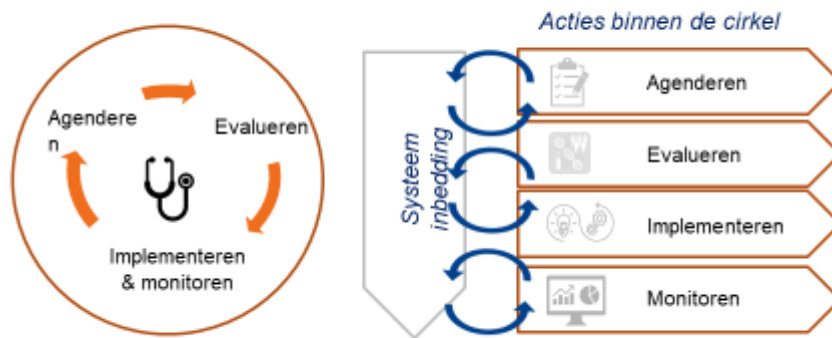 Agendere
n
Evalueren
Implementeren
& monitoren
Acties binnen de cirkel
Systeem
inbedding
Agenderen
Evalueren
Implementeren
Monitoren